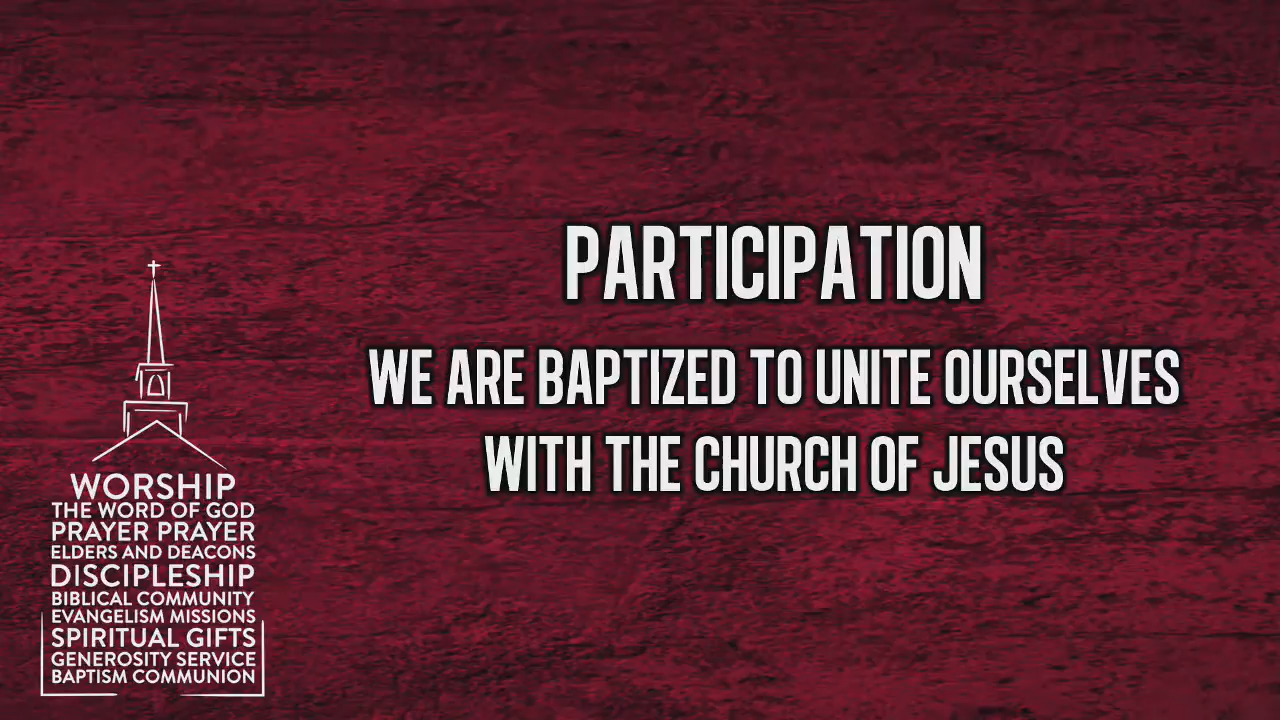 PARTICIPATION
WE ARE BAPTIZED TO UNITE OURSELVES
WITH THE CHURCH OF JESUS
WORSHIP
THE WORD OF GOD
PRAYER PRAYER
ELDERS AND DEACONS
DISCIPLESHIP
BIBLICAL COMMUNITY
EVANGELISM MISSIONS
SPIRITUAL GIFTS
GENEROSITY SERVICE
BAPTISM COMMUNION